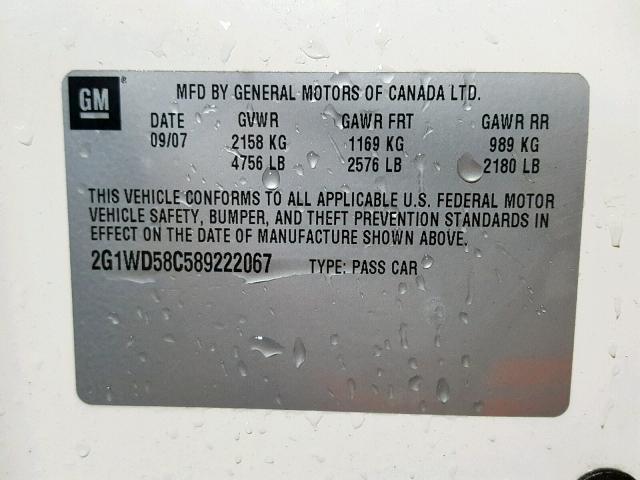 GM ® MFD BY GENERAL MOTORS OF CANADA LTD.
DATE GVWR GAWR FRT GAWR RR
09/07 2158 KG 1169 KG 989 KG
4756 LB 2576 LB 2180 LB
THIS VEHICLE CONFORMS TO ALL APPLICABLE U.S. FEDERAL MOTOR
VEHICLE SAFETY, BUMPER, AND THEFT PREVENTION STANDARDS IN
EFFECT ON THE DATE OF MANUFACTURE SHOWN ABOVE.
2G1WD58C589222067 TYPE: PASS CAR